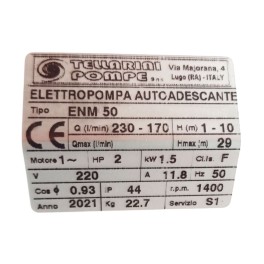 TELLARINI
POMPE S.R.L.
Via Majorana, 4
Lugo (RA) - ITALY
ELETTROPOMPA AUTOADESCANTE
Tipo ENM 50
CE Q (l/min) 230 - 170 H (m) 1 - 10
Qmax (l/min) Hmax (m) 29
Motore 1~ HP 2 kW 1.5 Cl.Is. F
V 220 A 11.8 Hz 50
Cos ϕ 0.93 IP 44 r.p.m. 1400
Anno 2021 Kg 22.7 Servizio S1